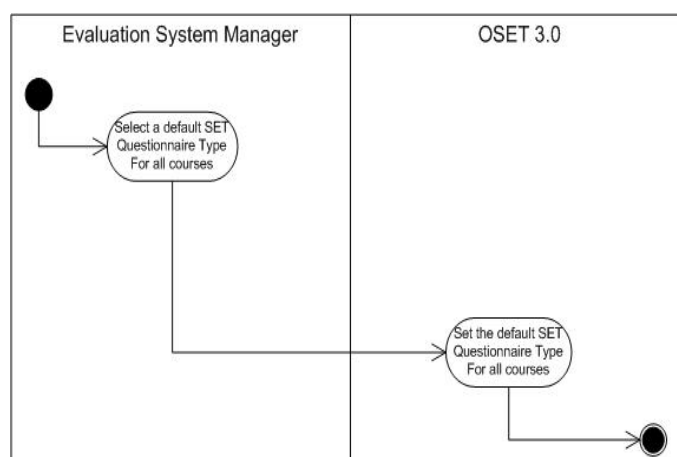 Evaluation System Manager
OSET 3.0
Select a default SET
Questionnaire Type
For all courses
Set the default SET
Questionnaire Type
For all courses